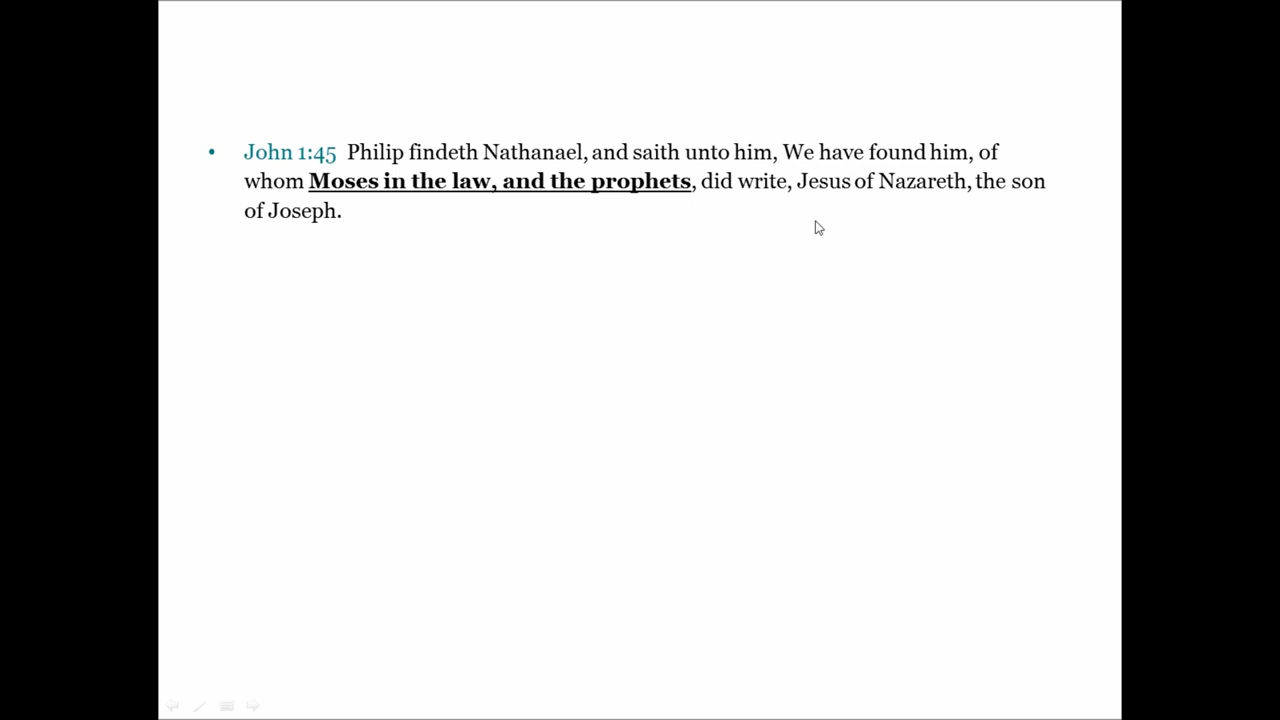 • John 1:45 Philip findeth Nathanael, and saith unto him, We have found him, of
whom Moses in the law, and the prophets, did write, Jesus of Nazareth, the son
of Joseph.